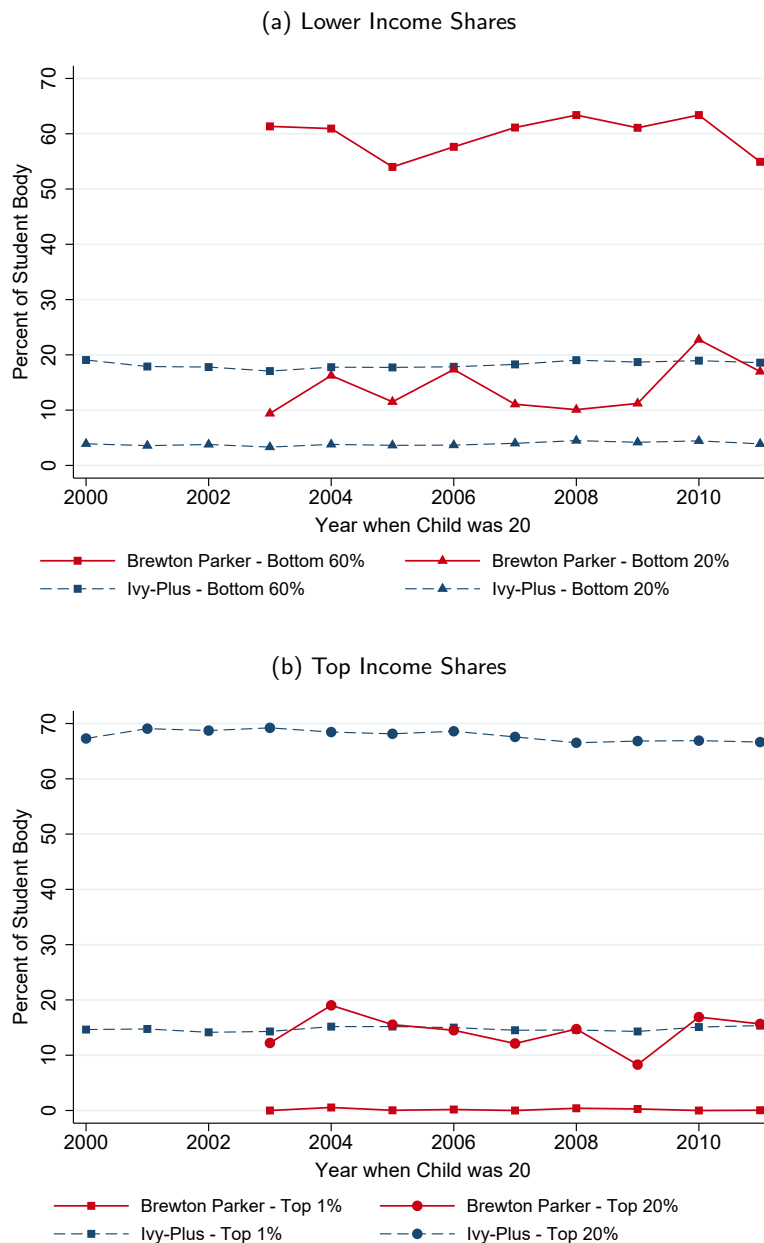 (a) Lower Income Shares
70
60
50
40
30
20
10
0
Percent of Student Body
2000 2002 2004 2006 2008 2010
Year when Child was 20
Brewton Parker - Bottom 60% Brewton Parker - Bottom 20%
Ivy-Plus - Bottom 60% Ivy-Plus - Bottom 20%
(b) Top Income Shares
70
60
50
40
30
20
10
0
Percent of Student Body
2000 2002 2004 2006 2008 2010
Year when Child was 20
Brewton Parker - Top 1% Brewton Parker - Top 20%
Ivy-Plus - Top 1% Ivy-Plus - Top 20%